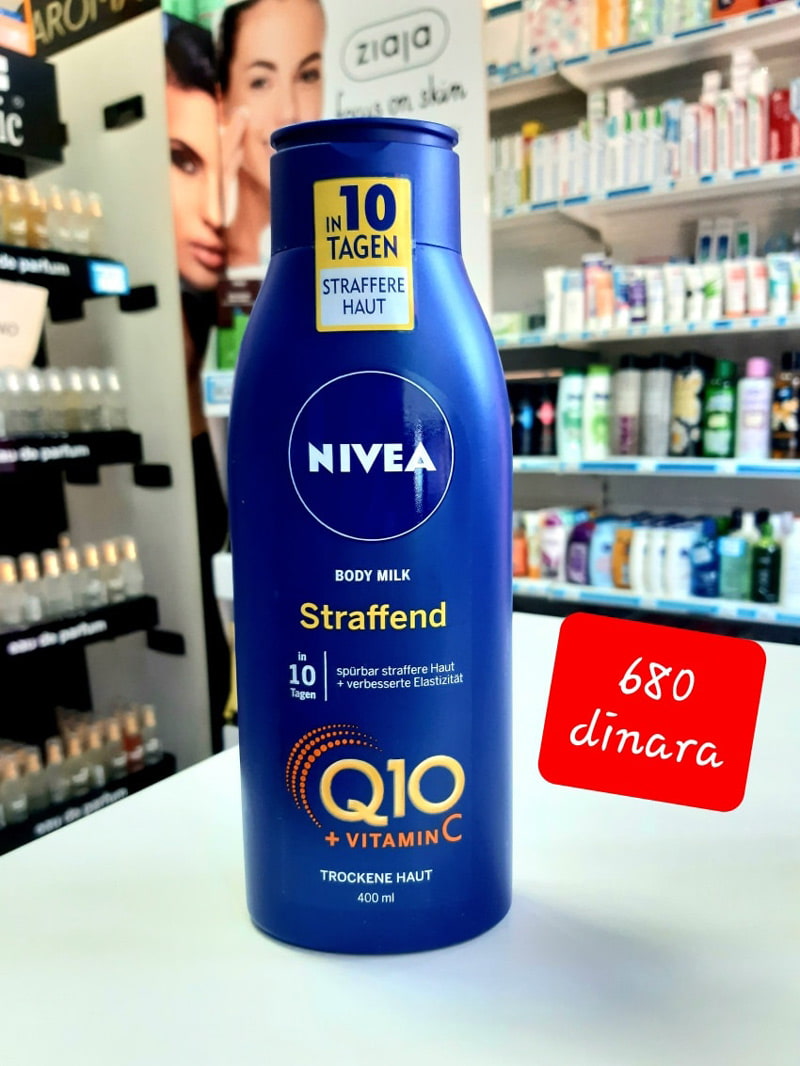 AROMA
ziaja
focus on skin
ic
IN 10
TAGEN
STRAFFERE
HAUT
de parfum
NIVEA
eau de parfum
BODY MILK
Straffend
in
10
Tagen
spürbar straffere Haut
+ verbesserte Elastizität
eau de parfum
680
dinara
Q10
+ VITAMIN C
eau de parfum
TROCKENE HAUT
400 ml